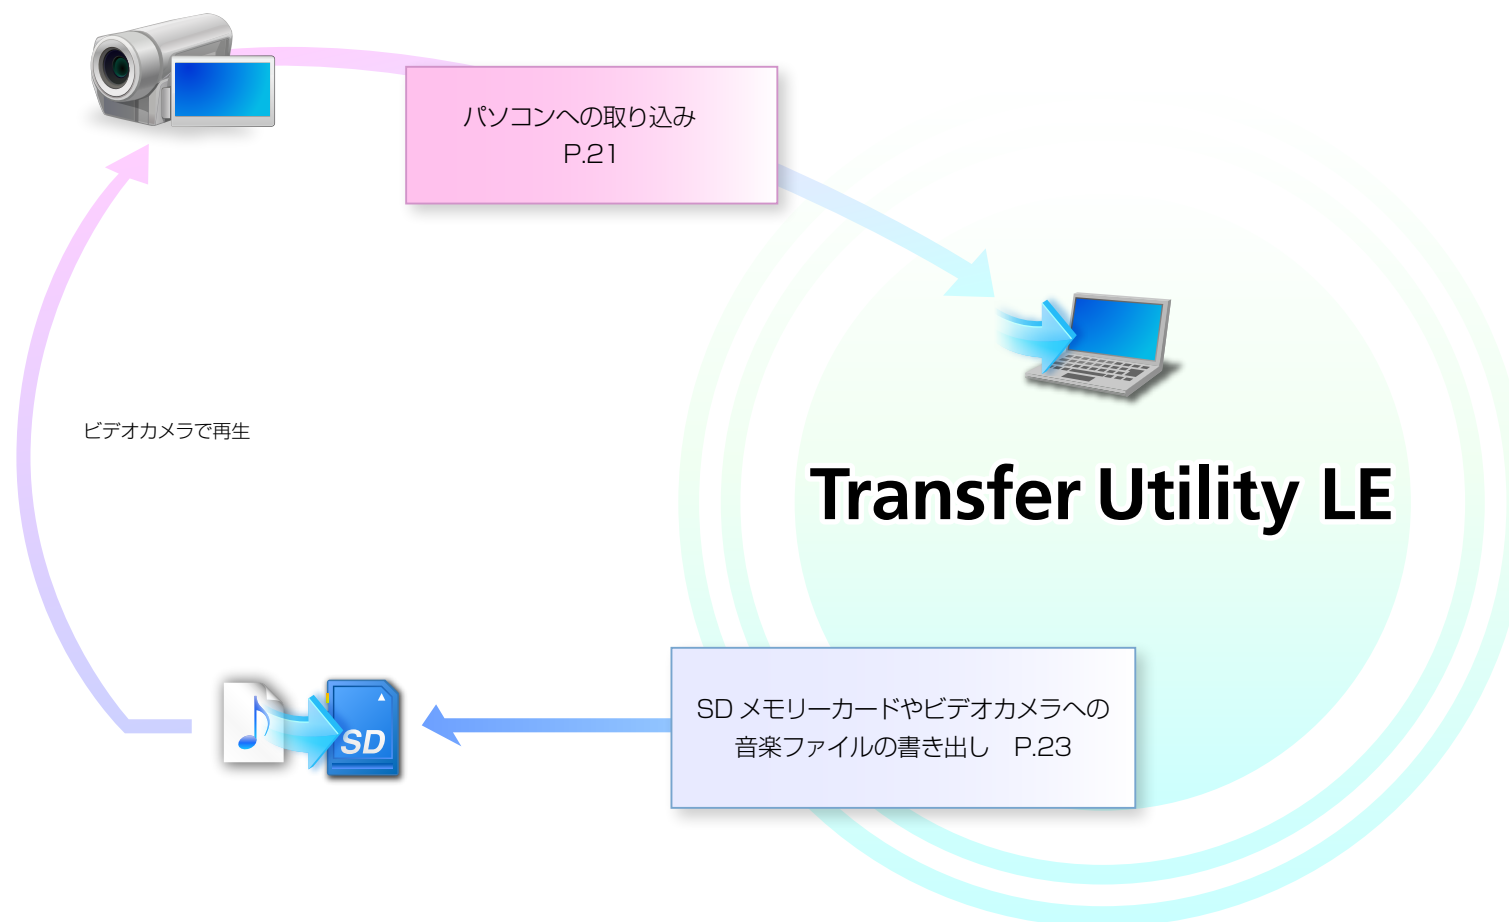 パソコンへの取り込み
P.21
ビデオカメラで再生
Transfer Utility LE
SD メモリーカードやビデオカメラへの
音楽ファイルの書き出し　P.23
SD